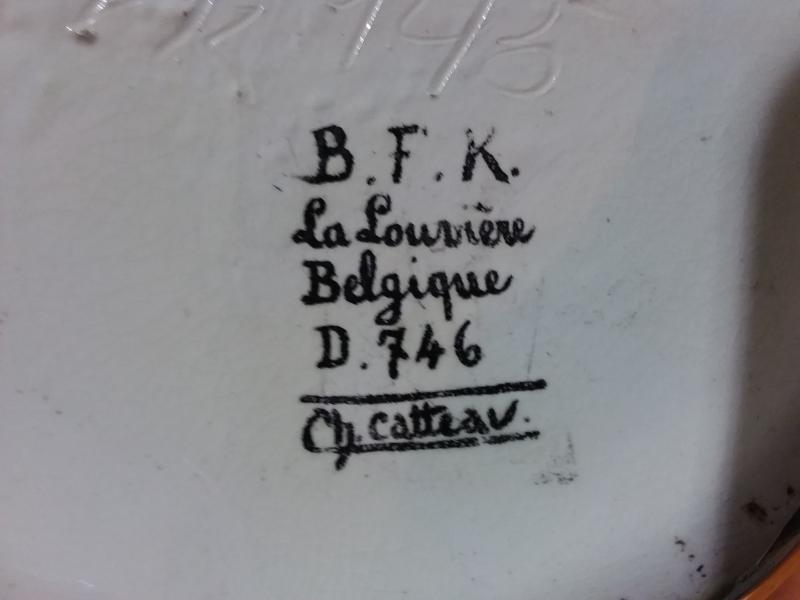 B.F.K.
La Louvière
Belgique
D.746
Ch. catteau.